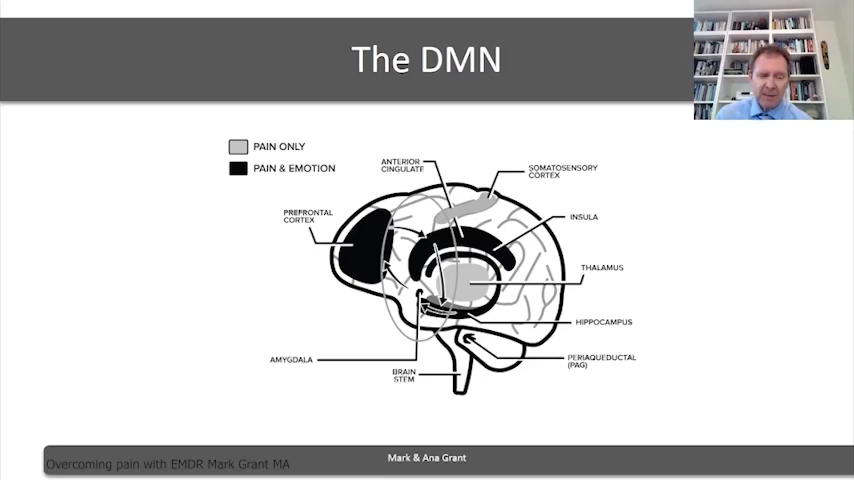 The DMN
PAIN ONLY
PAIN & EMOTION
ANTERIOR
CINGULATE
SOMATOSENSORY
CORTEX
PREFRONTAL
CORTEX
INSULA
THALAMUS
HIPPOCAMPUS
AMYGDALA
PERIAQUEDUCTAL
(PAG)
BRAIN
STEM
Mark & Ana Grant
Overcoming pain with EMDR Mark Grant MA